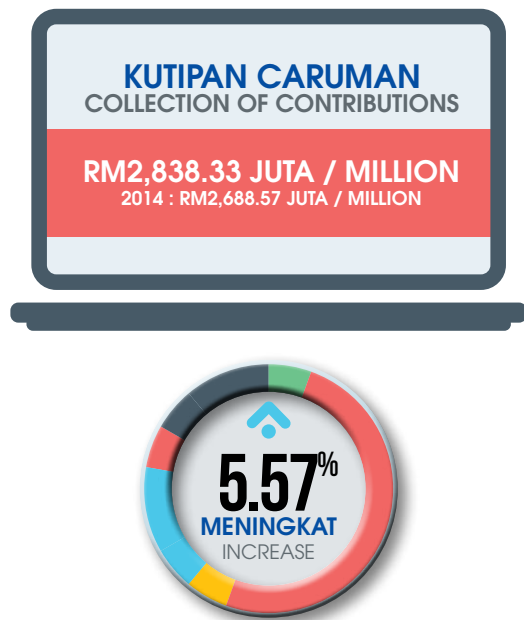 KUTIPAN CARUMAN
COLLECTION OF CONTRIBUTIONS
RM2,838.33 JUTA / MILLION
2014 : RM2,688.57 JUTA / MILLION
5.57%
MENINGKAT
INCREASE